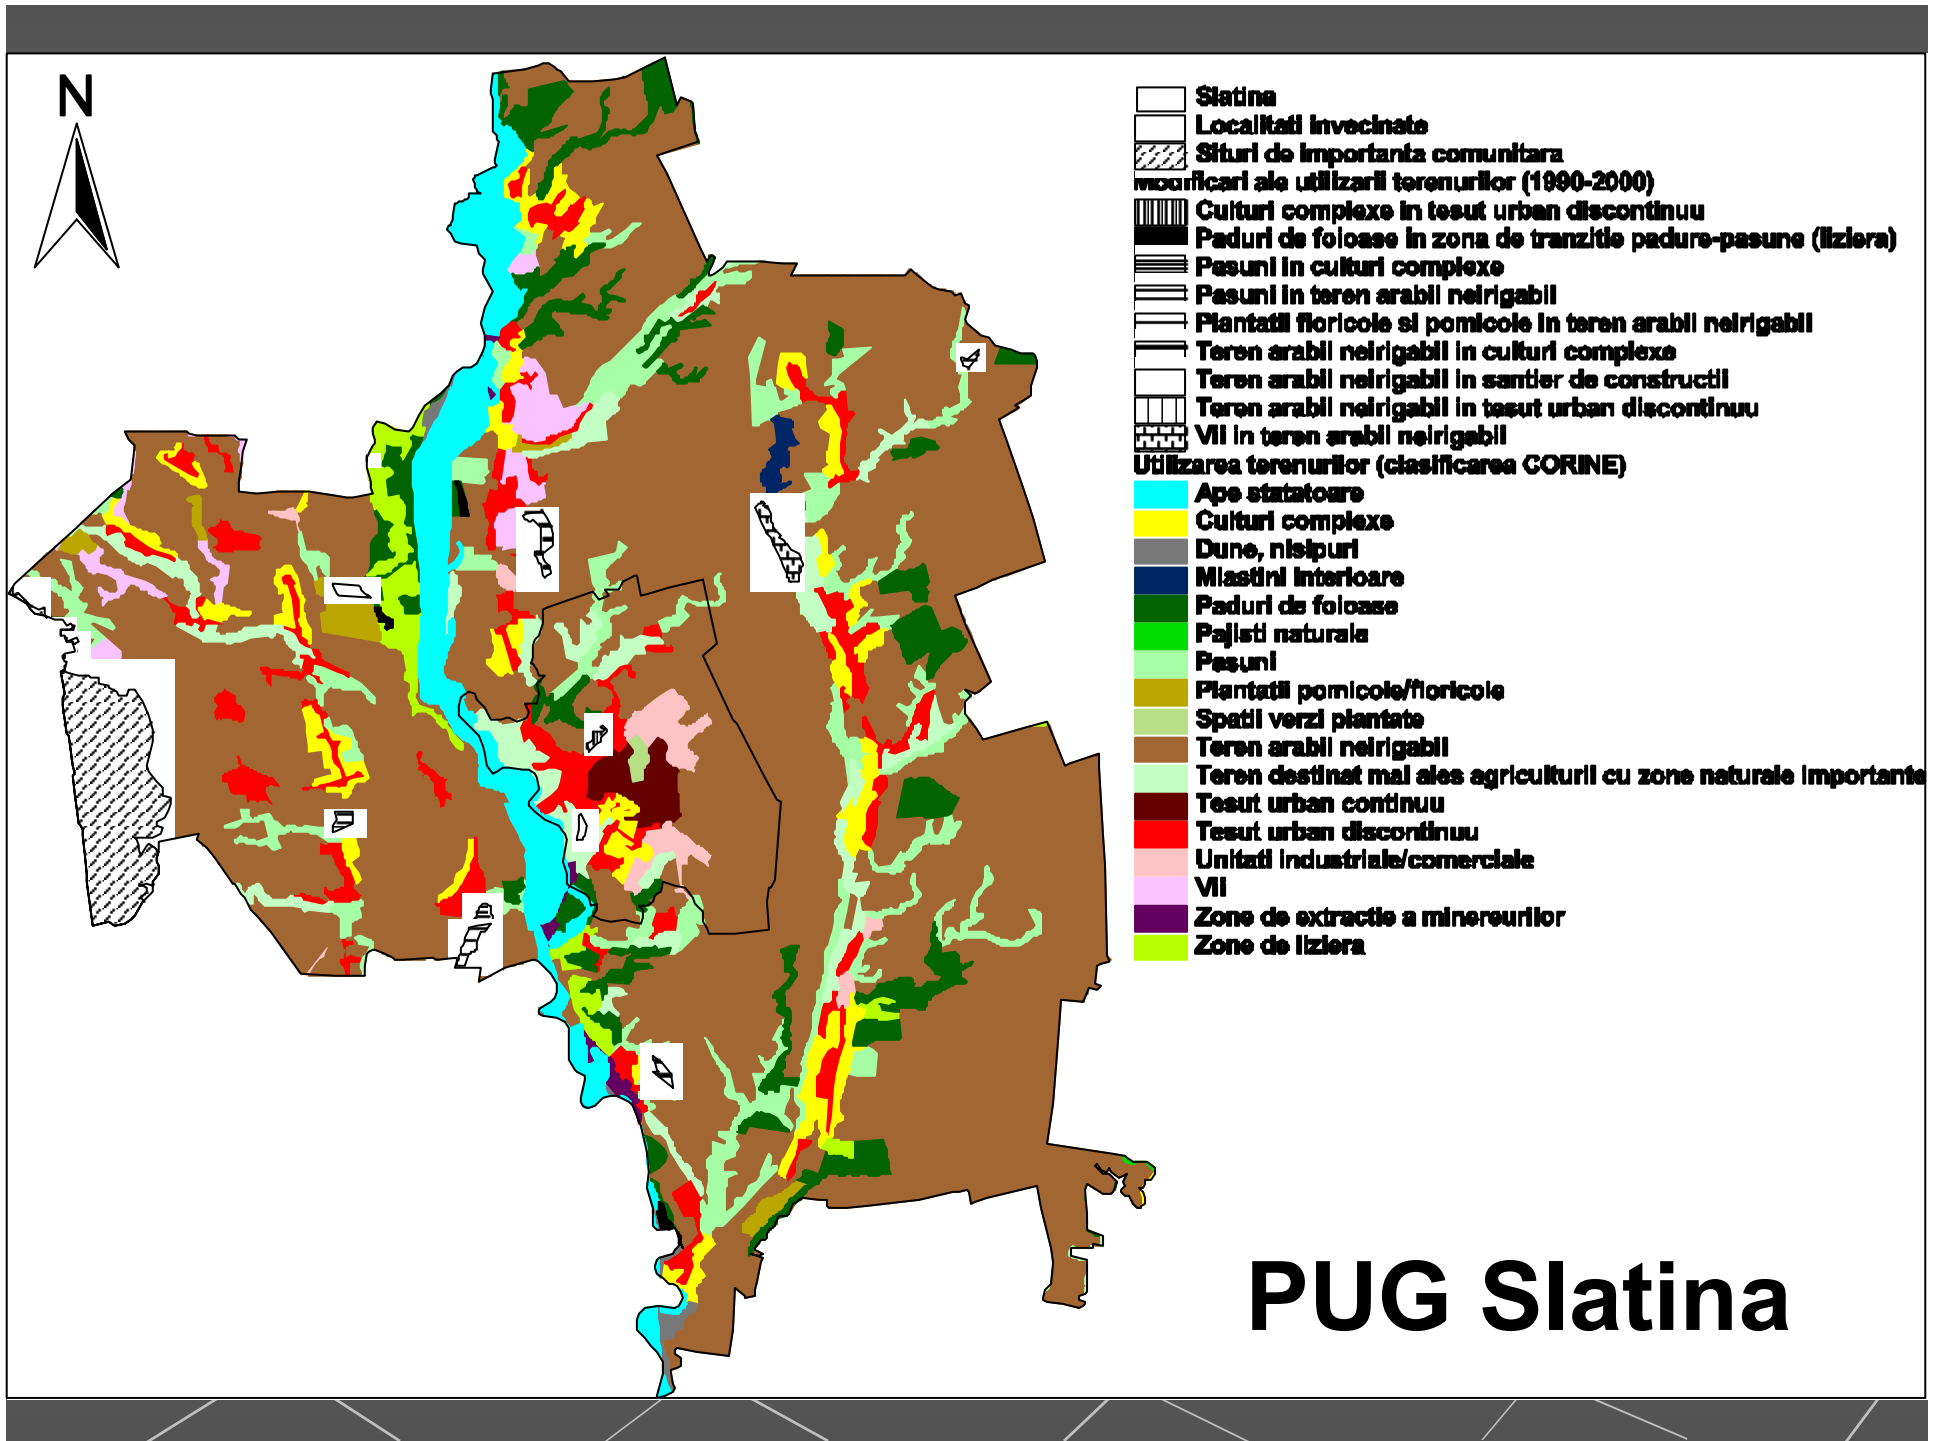 N
Slatina
Localitati invecinate
Situri de importanta comunitara
Modificari ale utilizarii terenurilor (1990-2000)
Culturi complexe in tesut urban discontinuu
Paduri de foioase in zona de tranzitie padure-pasune (liziera)
Pasuni in culturi complexe
Pasuni in teren arabil neirigabil
Plantatii floricole si pomicole in teren arabil neirigabil
Teren arabil neirigabil in culturi complexe
Teren arabil neirigabil in santier de constructii
Teren arabil neirigabil in tesut urban discontinuu
Vii in teren arabil neirigabil
Utilizarea terenurilor (clasificarea CORINE)
Ape statatoare
Culturi complexe
Dune, nisipuri
Mlastini interioare
Paduri de foioase
Pajisti naturale
Pasuni
Plantatii pomicole/floricole
Spatii verzi plantate
Teren arabil neirigabil
Teren destinat mai ales agriculturii cu zone naturale importante
Tesut urban continuu
Tesut urban discontinuu
Unitati industriale/comerciale
Vii
Zone de extractie a minereurilor
Zone de liziera
PUG Slatina